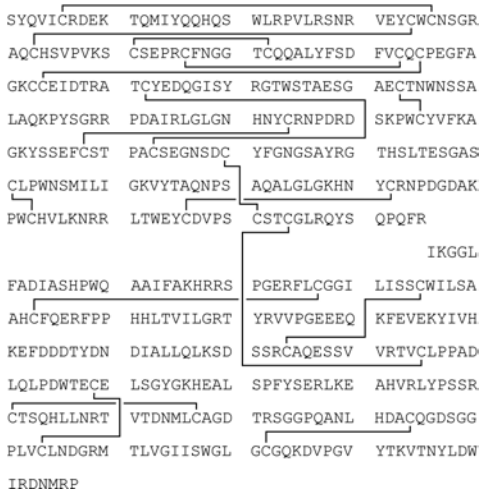 SYQVICRDEK TQMIYQQHQS WLRPVLRSNR VEYCWCNSGR
AQCHSVPVKS CSEPRCFNGG TCQQALYFSD FVCQCPEGFA
GKCCEIDTRA TCYEDQGISY RGTWSTAESG AECTNWNSSA
LAQKPYSGRR PDAIRLGLGN HNYCRNPDRD SKPWCYVFKA
GKYSSEFCST PACSEGNSDC YFGNGSAYRG THSLTESGAS
CLPWNSMILI GKVYTAQNPS AQALGLGKHN YCRNPDGDAK
PWCHVLKNRR LTWEYCDVPS CSTCGLRQYS QPQFR
IKGGL
FADIASHPWQ AAIFAKHRRS PGERFLCGGI LISSCWILSA
AHCFQERFPP HHLTVILGRT YRVVPGEEEQ KFEVEKYIVH
KEFDDDTYDN DIALLQLKSD SSRCAQESSV VRTVCLPPAD
LQLPDWTECE LSGYGKHEAL SPFYSERLKE AHVRLYPSSR
CTSQHLLNRT VTDNMLCAGD TRSGGPQANL HDACQGDSGG
PLVCLNDGRM TLVGIISWGL GCGQKDVPGV YTKVTNYLDW
IRDNMRP